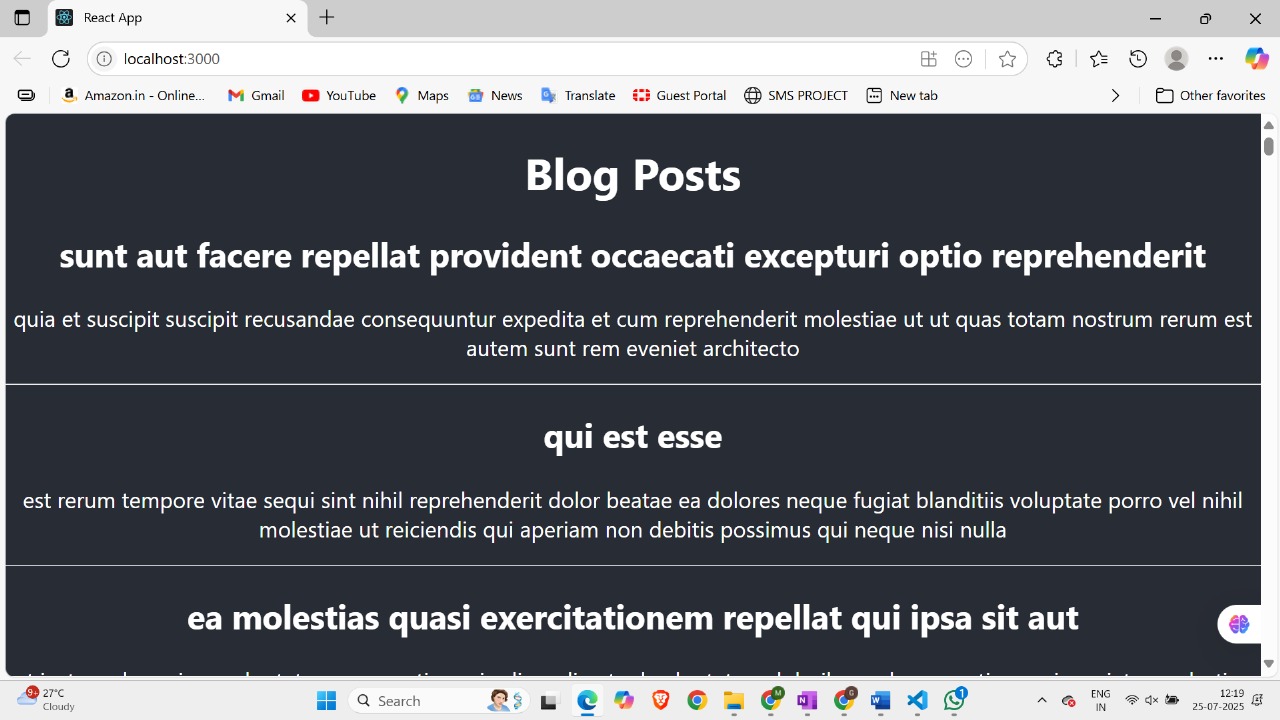 React App
localhost:3000
Amazon.in - Online...
Gmail
YouTube
Maps
News
Translate
Guest Portal
SMS PROJECT
New tab
Other favorites
Blog Posts
sunt aut facere repellat provident occaecati excepturi optio reprehenderit
quia et suscipit suscipit recusandae consequuntur expedita et cum reprehenderit molestiae ut ut quas totam nostrum rerum est
autem sunt rem eveniet architecto
qui est esse
est rerum tempore vitae sequi sint nihil reprehenderit dolor beatae ea dolores neque fugiat blanditiis voluptate porro vel nihil
molestiae ut reiciendis qui aperiam non debitis possimus qui neque nisi nulla
ea molestias quasi exercitationem repellat qui ipsa sit aut
9+
27°C
Cloudy
Search
1
ENG
IN
12:19
25-07-2025